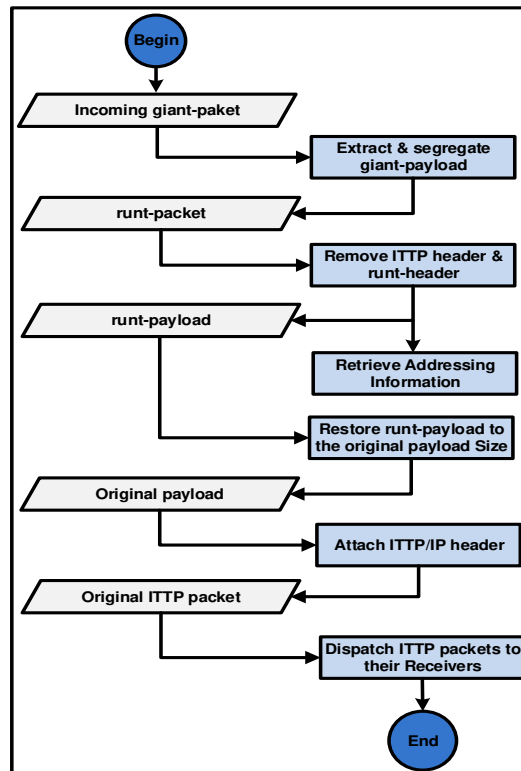 Begin
Incoming giant-paket
Extract & segregate
giant-payload
runt-packet
Remove ITTP header &
runt-header
runt-payload
Retrieve Addressing
Information
Restore runt-payload to
the original payload Size
Original payload
Attach ITTP/IP header
Original ITTP packet
Dispatch ITTP packets to
their Receivers
End